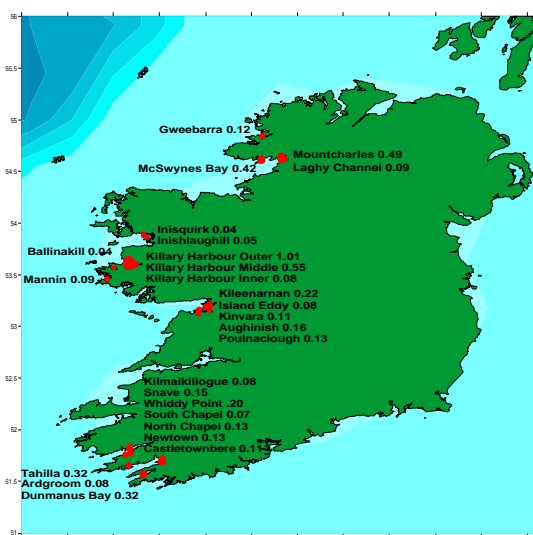 56
55.5
55
54.5
54
53.5
53
52.5
52
51.5
51
Gweebarra 0.12
McSwynes Bay 0.42
Mountcharles 0.49
Laghy Channel 0.09
Inisquirk 0.04
Inishlaughill 0.05
Ballinakill 0.04
Mannin 0.09
Killary Harbour Outer 1.01
Killary Harbour Middle 0.55
Killary Harbour Inner 0.08
Kileenarnan 0.22
Island Eddy 0.08
Kinvara 0.11
Aughinish 0.16
Poulnaclough 0.13
Kilmaikillogue 0.08
Snave 0.15
Whiddy Point .20
South Chapel 0.07
North Chapel 0.13
Newtown 0.13
Castletownbere 0.11
Tahilla 0.32
Ardgroom 0.08
Dunmanus Bay 0.32